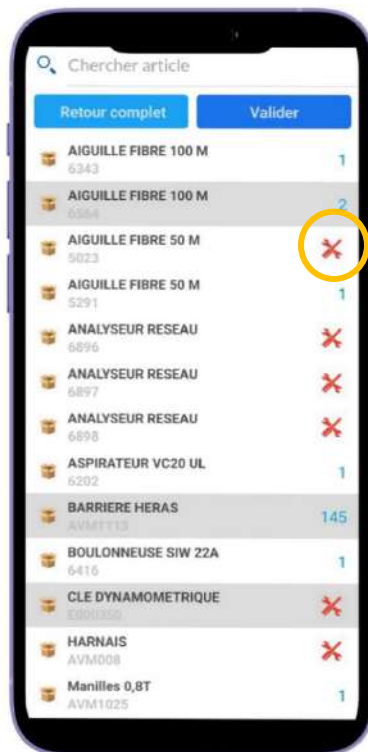 Chercher article
Retour complet
Valider
AIGUILLE FIBRE 100 M
6343
1
AIGUILLE FIBRE 100 M
6564
2
AIGUILLE FIBRE 50 M
5023
AIGUILLE FIBRE 50 M
5291
1
ANALYSEUR RESEAU
6896
ANALYSEUR RESEAU
6897
ANALYSEUR RESEAU
6898
ASPIRATEUR VC20 UL
6202
1
BARRIERE HERAS
AVM1113
145
BOULONNEUSE SIW 22A
6416
1
CLE DYNAMOMETRIQUE
E000350
HARNAIS
AVM008
Manilles 0,8T
AVM1025
1